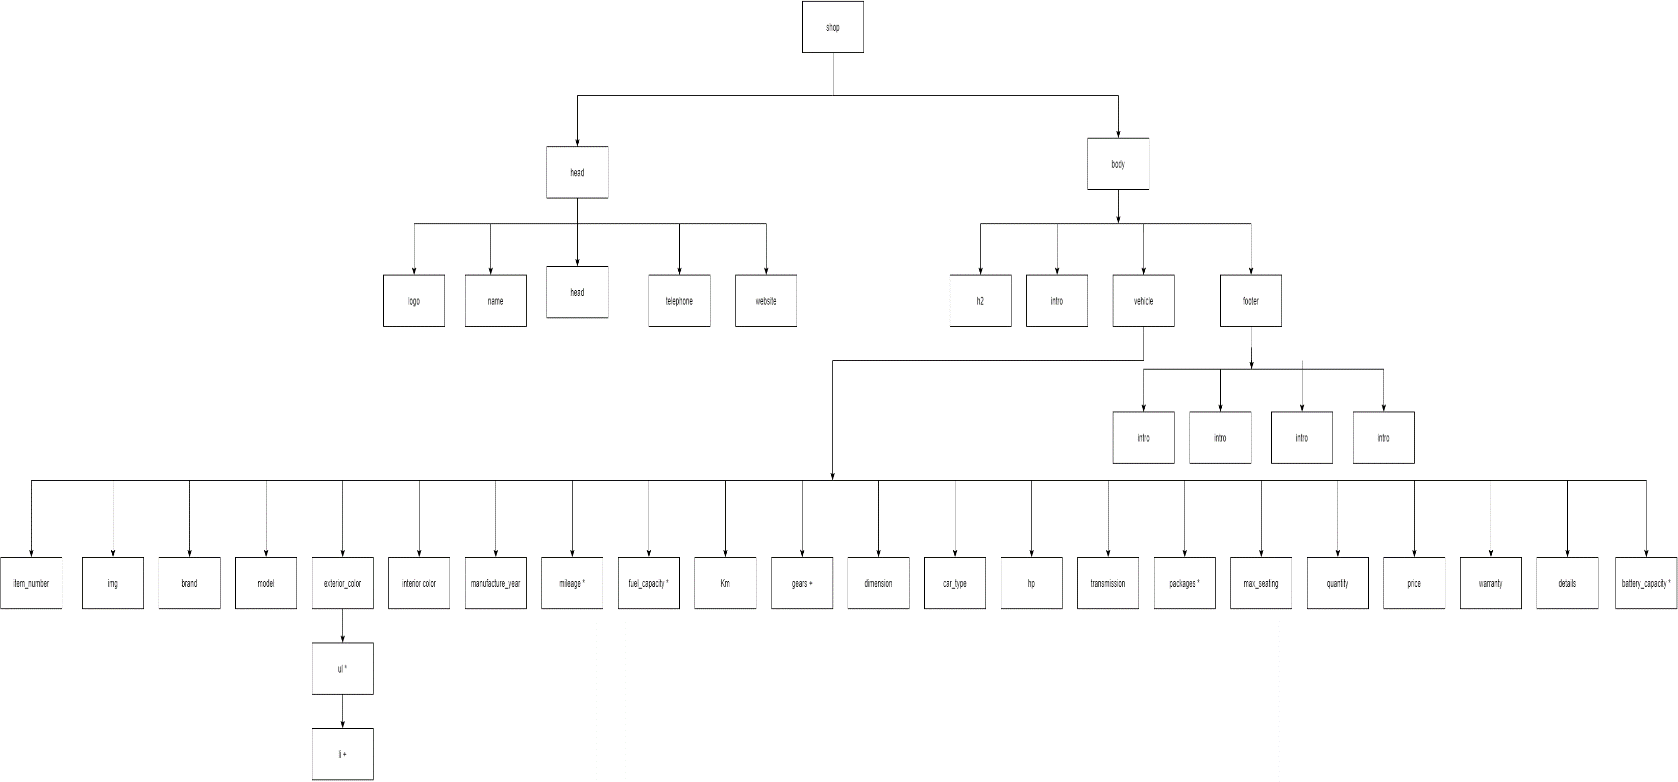 shop
head
body
logo
name
head
telephone
website
h2
intro
vehicle
footer
intro
intro
intro
intro
item_number
img
brand
model
exterior_color
interior color
manufacture_year
mileage *
fuel_capacity *
Km
gears +
dimension
car_type
hp
transmission
packages *
max_seating
quantity
price
warranty
details
battery_capacity *
ul *
li +